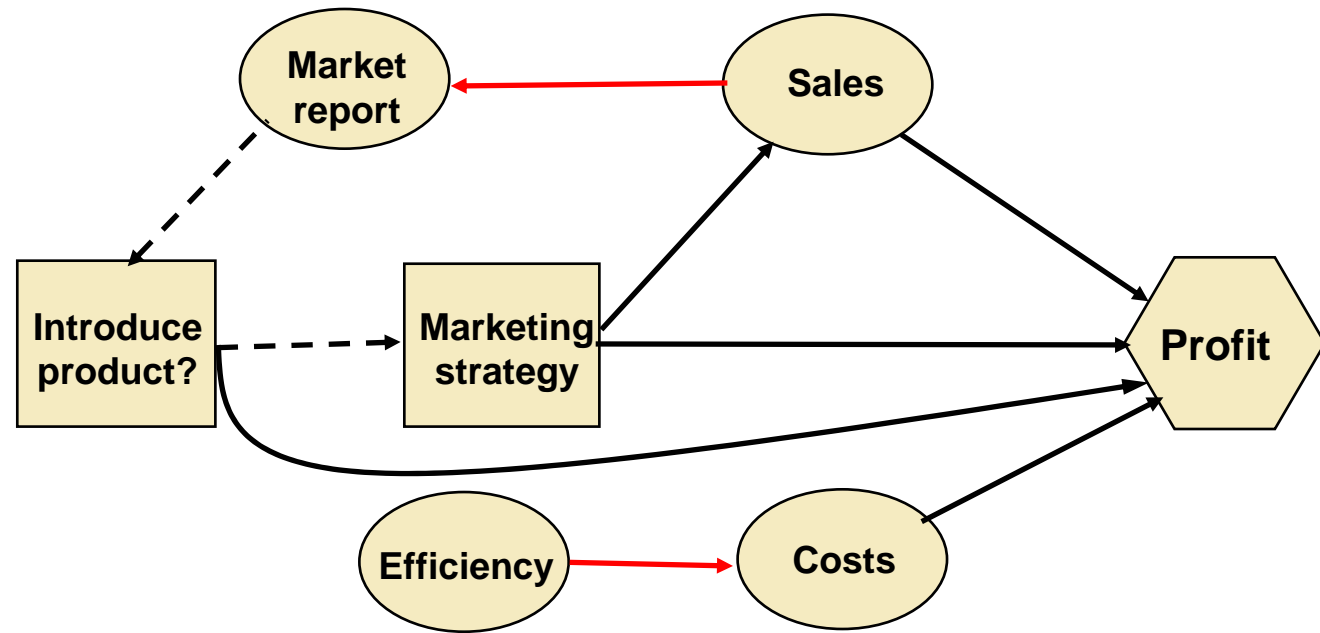 Market
report
Sales
Introduce
product?
Marketing
strategy
Profit
Efficiency
Costs